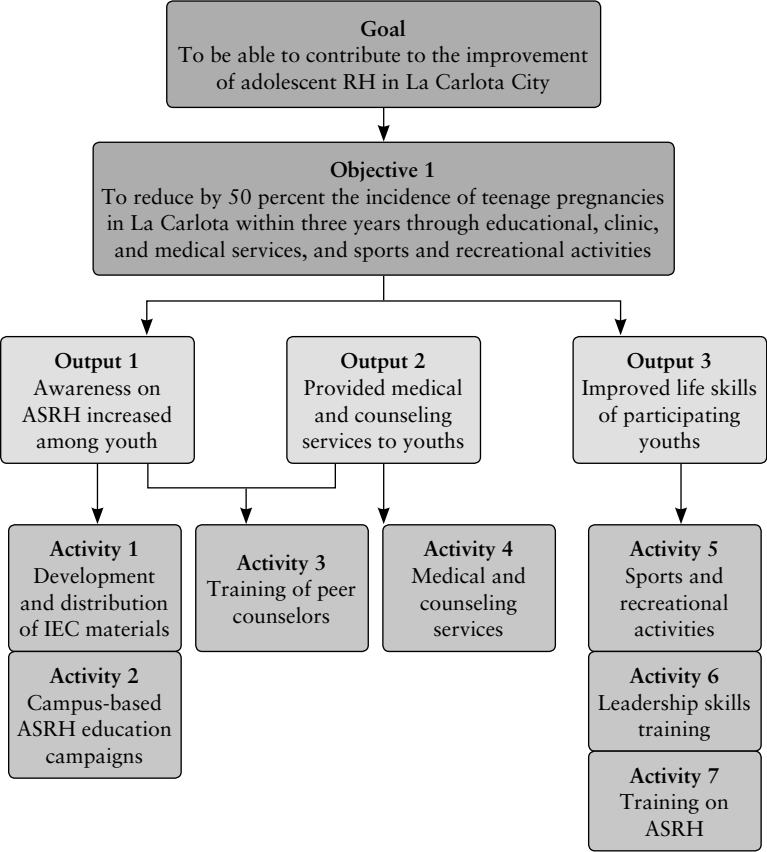 Goal
To be able to contribute to the improvement
of adolescent RH in La Carlota City
Objective 1
To reduce by 50 percent the incidence of teenage pregnancies
in La Carlota within three years through educational, clinic,
and medical services, and sports and recreational activities
Output 1
Awareness on
ASRH increased
among youth
Output 2
Provided medical
and counseling
services to youths
Output 3
Improved life skills
of participating
youths
Activity 1
Development
and distribution
of IEC materials
Activity 2
Campus-based
ASRH education
campaigns
Activity 3
Training of peer
counselors
Activity 4
Medical and
counseling
services
Activity 5
Sports and
recreational
activities
Activity 6
Leadership skills
training
Activity 7
Training on
ASRH